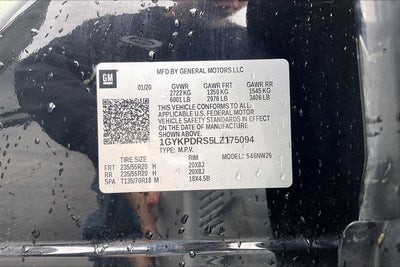 GM
MFD BY GENERAL MOTORS LLC
01/20 GVWR GAWR FRT GAWR RR
2722 KG 1350 KG 1545 KG
6001 LB 2976 LB 3406 LB
THIS VEHICLE CONFORMS TO ALL
APPLICABLE U.S. FEDERAL MOTOR
VEHICLE SAFETY STANDARDS IN EFFECT
ON THE DATE OF MANUFACTURE
SHOWN ABOVE.
1GYKPDRS5LZ175094
TYPE: M.P.V. MODEL: 546NW26
TIRE SIZE RIM
FRT 235/55R20 H 20X8J
RR 235/55R20 H 20X8J
SPA T135/70R18 M 18X4.5B